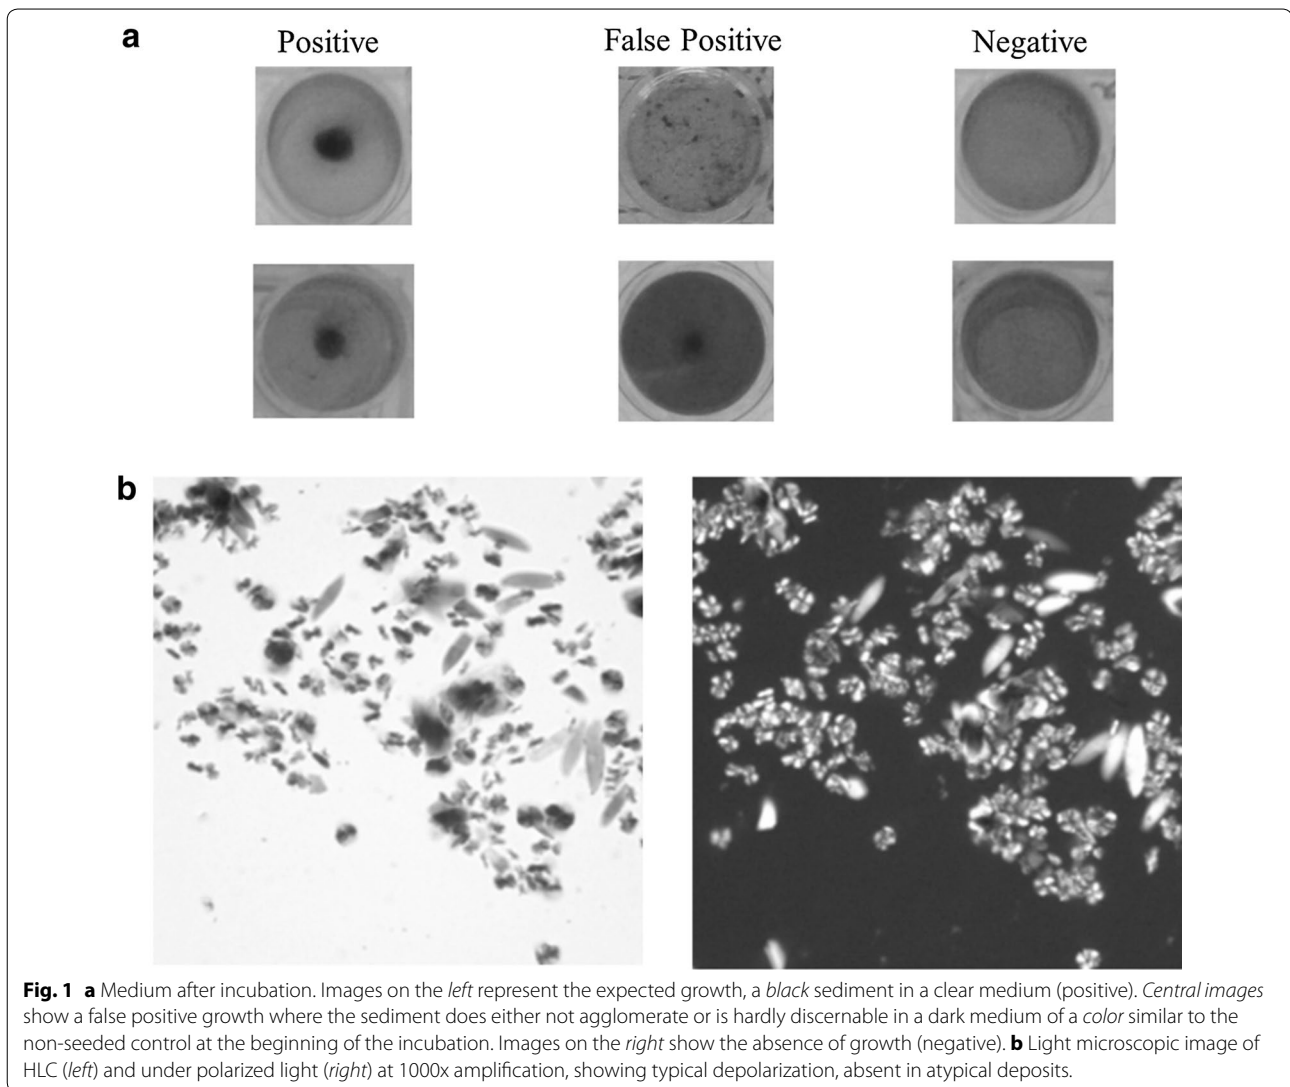 a
Positive
False Positive
Negative
b
Fig. 1 a Medium after incubation. Images on the left represent the expected growth, a black sediment in a clear medium (positive). Central images
show a false positive growth where the sediment does either not agglomerate or is hardly discernable in a dark medium of a color similar to the
non-seeded control at the beginning of the incubation. Images on the right show the absence of growth (negative). b Light microscopic image of
HLC (left) and under polarized light (right) at 1000x amplification, showing typical depolarization, absent in atypical deposits.